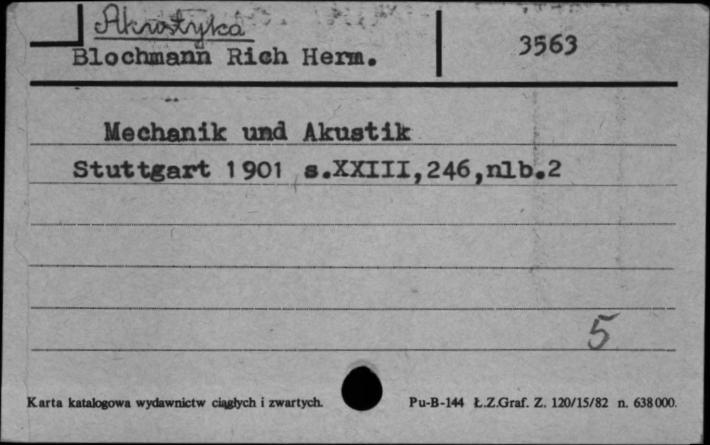 Akustyka
Blochmann Rich Herm.
3563
Mechanik und Akustik
Stuttgart 1901 s.XXIII,246,nlb.2
5
Karta katalogowa wydawnictw ciągłych i zwartych.
Pu-B-144 Ł.Z.Graf. Z. 120/15/82 n. 638000.